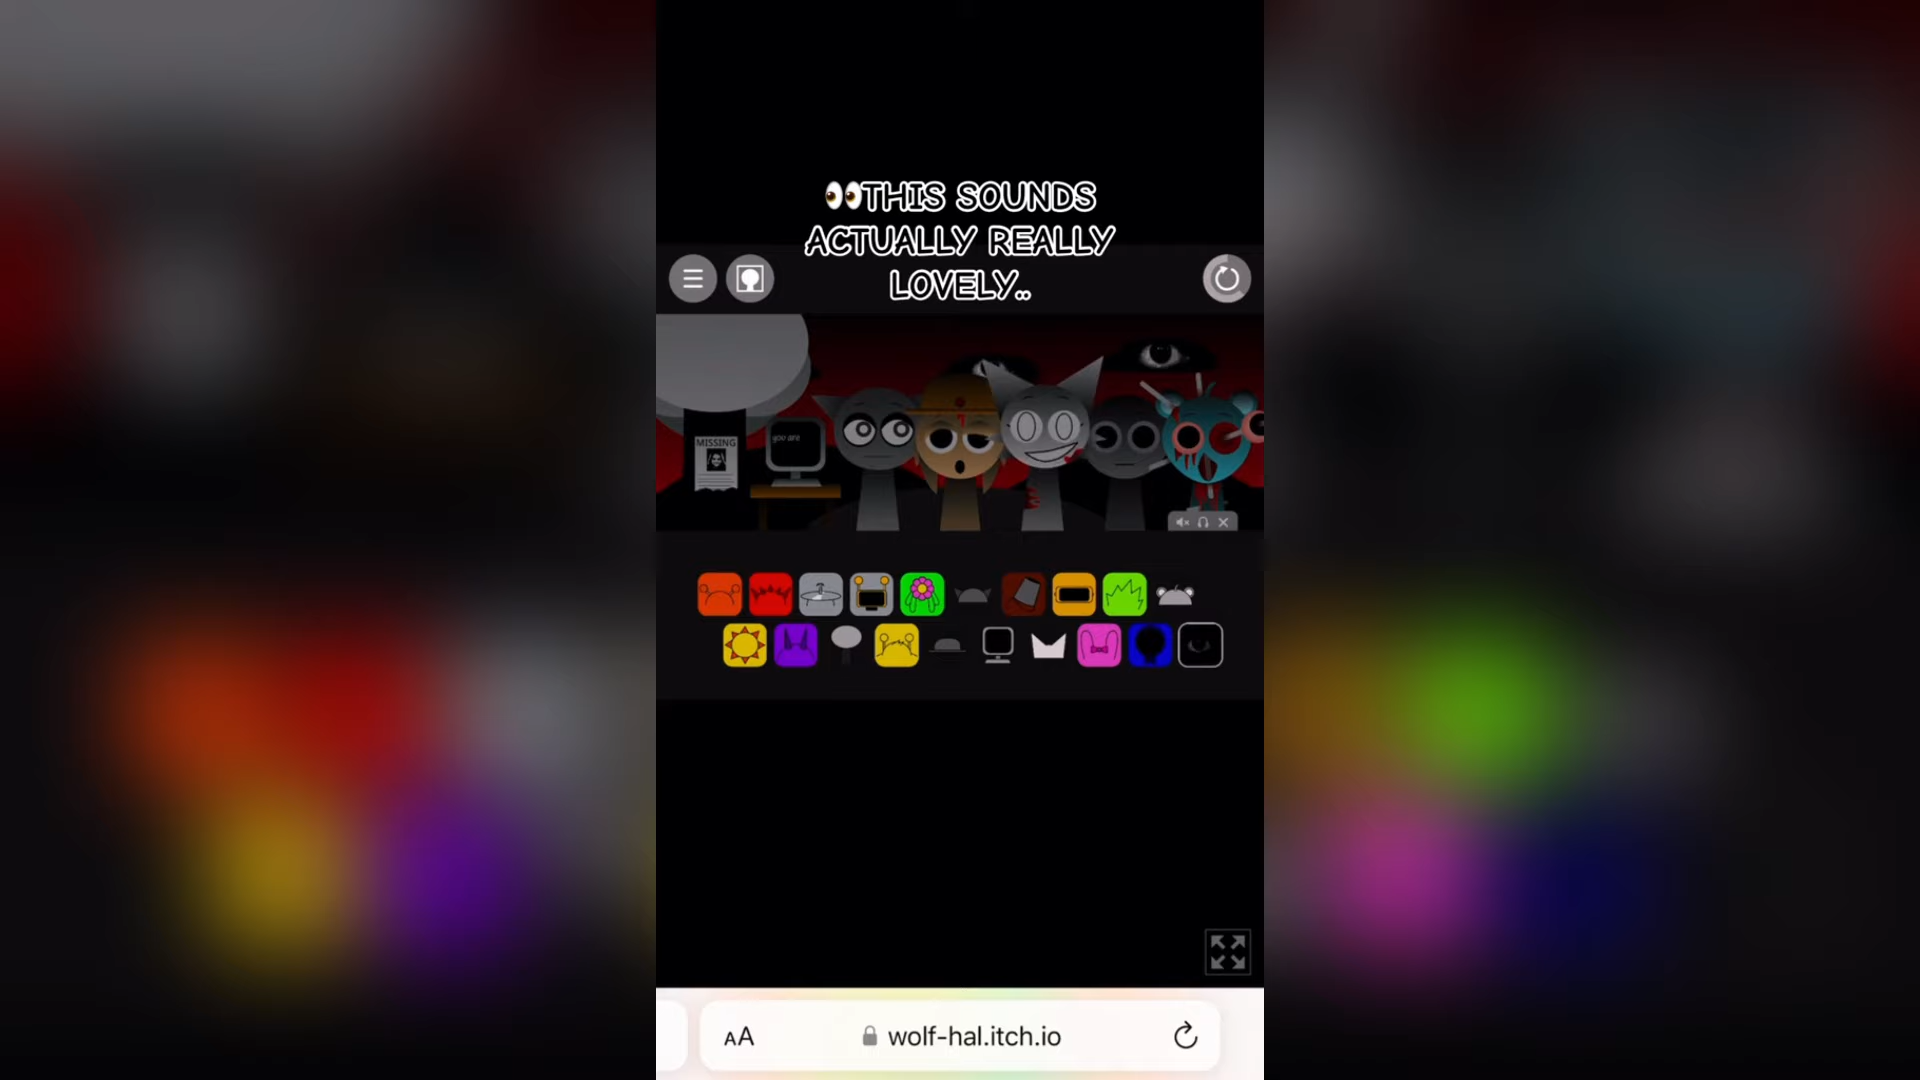 👀THIS SOUNDS
ACTUALLY REALLY
LOVELY..
MISSING
you are
AA
wolf-hal.itch.io